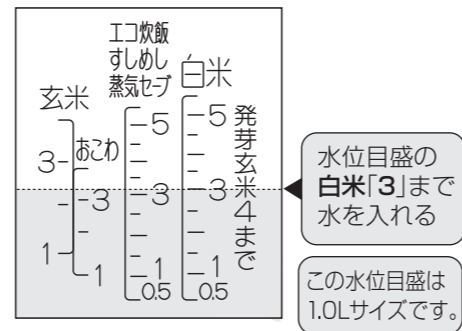 エコ炊飯
すしめし
蒸気セーブ
白米
玄米
おこわ
3
1
3
1
5
3
1
0.5
5
3
1
0.5
発芽玄米4まで
水位目盛の
白米「3」まで
水を入れる
この水位目盛は
1.0Lサイズです。